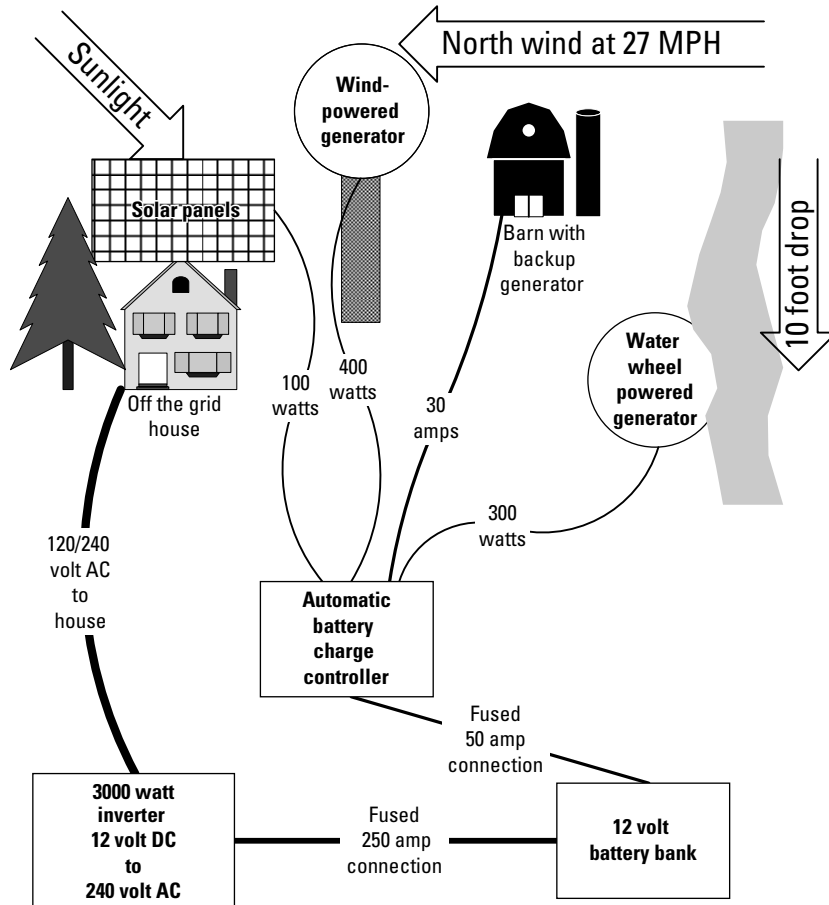 Sunlight
North wind at 27 MPH
Wind-
powered
generator
Solar panels
Barn with
backup
generator
10 foot drop
Water
wheel
powered
generator
Off the grid
house
100
watts
400
watts
30
amps
300
watts
120/240
volt AC
to
house
Automatic
battery
charge
controller
Fused
50 amp
connection
3000 watt
inverter
12 volt DC
to
240 volt AC
Fused
250 amp
connection
12 volt
battery bank